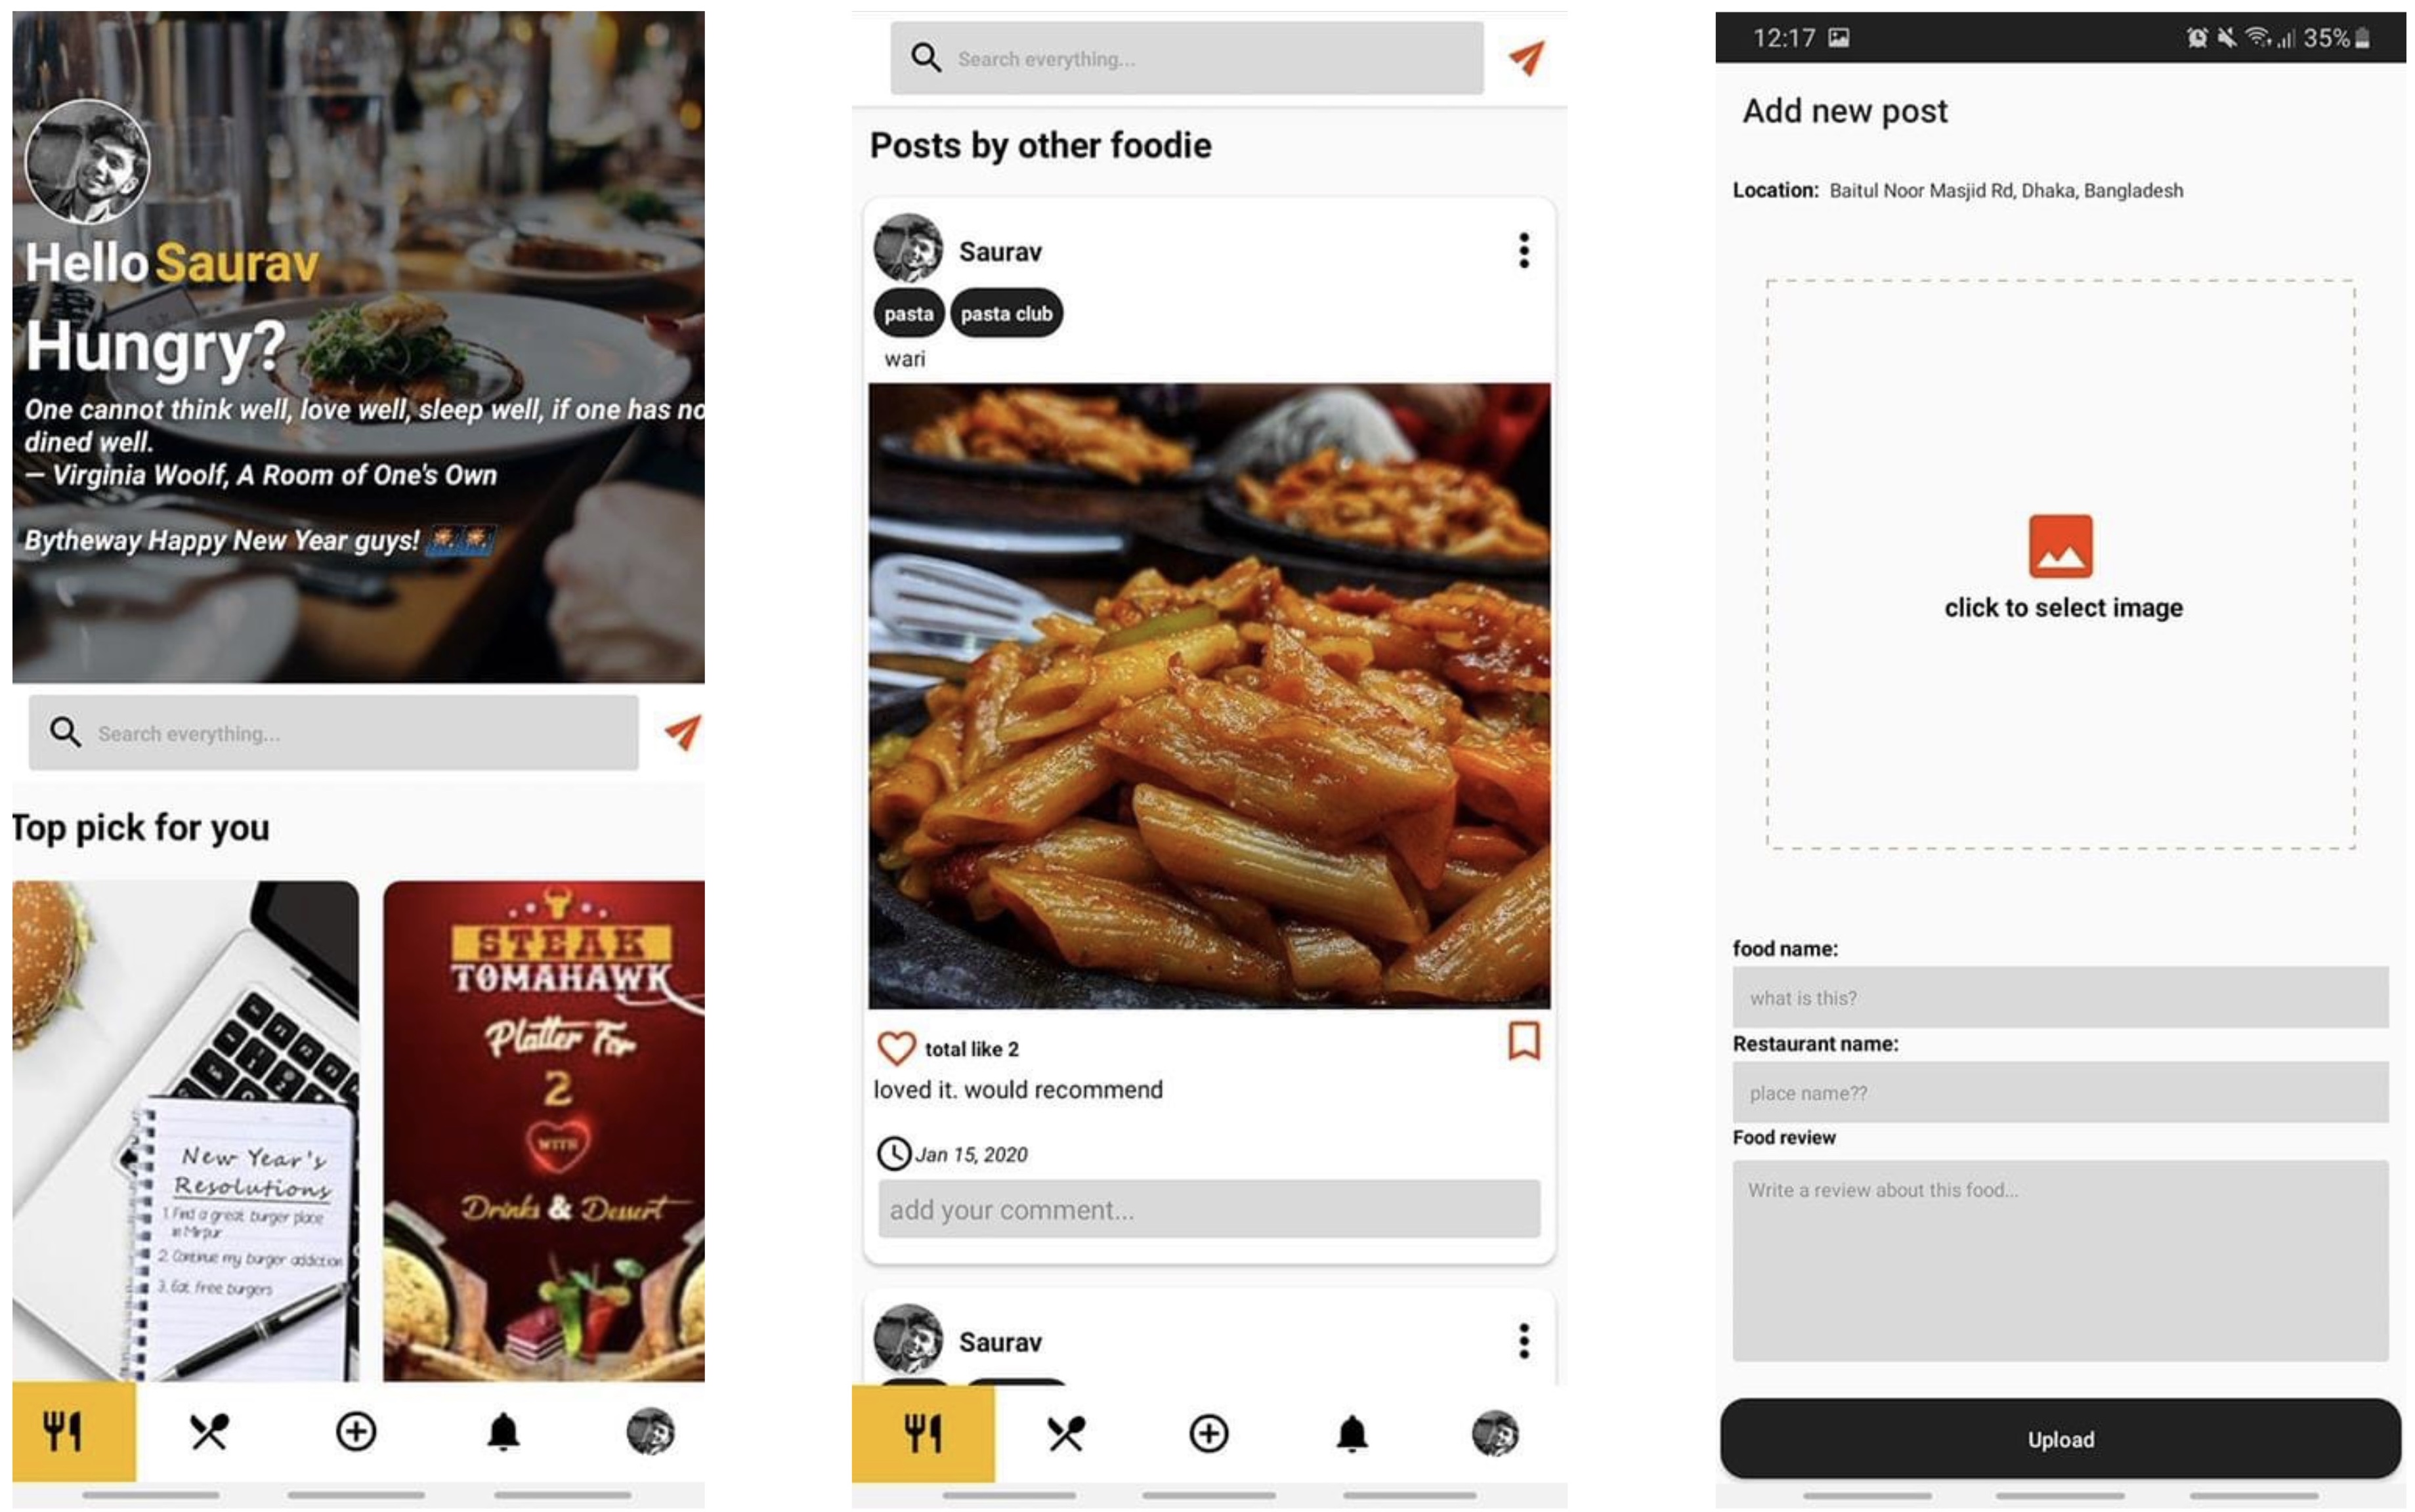 Hello Saurav
Hungry?
One cannot think well, love well, sleep well, if one has no
dined well.
— Virginia Woolf, A Room of One's Own
Bytheway Happy New Year guys! 🎆🎆
Search everything...
Top pick for you
New Year's
Resolutions
1. Find a great burger place
in Mirpur
2. Continue my burger addiction
3. Eat free burgers
STEAK
TOMAHAWK
Platter For
2
WITH
Drinks & Dessert
Search everything...
Posts by other foodie
Saurav
pasta pasta club
wari
total like 2
loved it. would recommend
Jan 15, 2020
add your comment...
Saurav
12:17 35%
Add new post
Location: Baitul Noor Masjid Rd, Dhaka, Bangladesh
click to select image
food name:
what is this?
Restaurant name:
place name??
Food review
Write a review about this food...
Upload